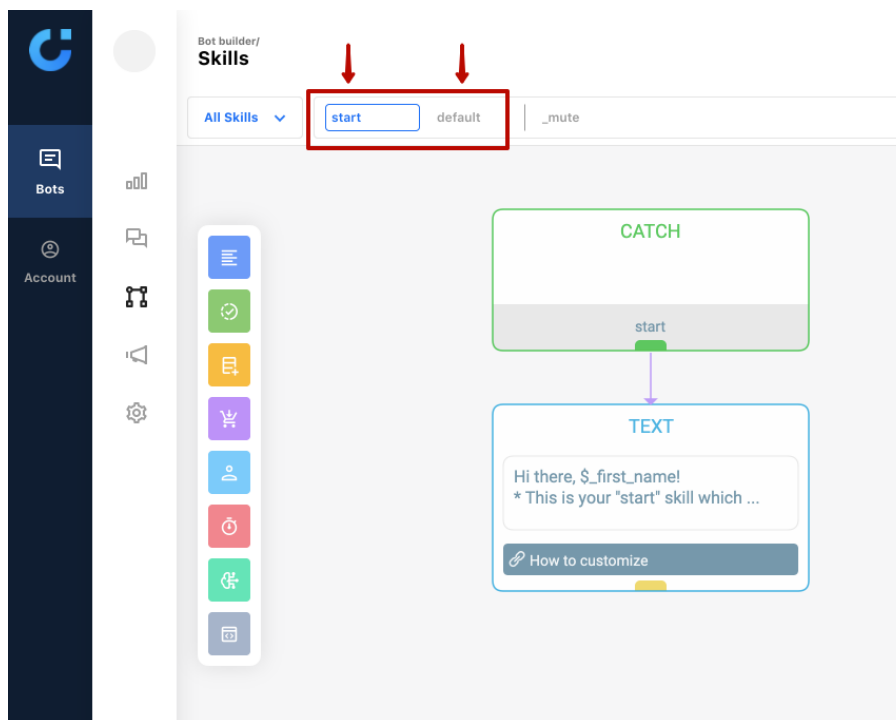 Bot builder/
Skills
All Skills
start
default
_mute
Bots
Account
CATCH
start
TEXT
Hi there, $_first_name!
* This is your "start" skill which ...
How to customize